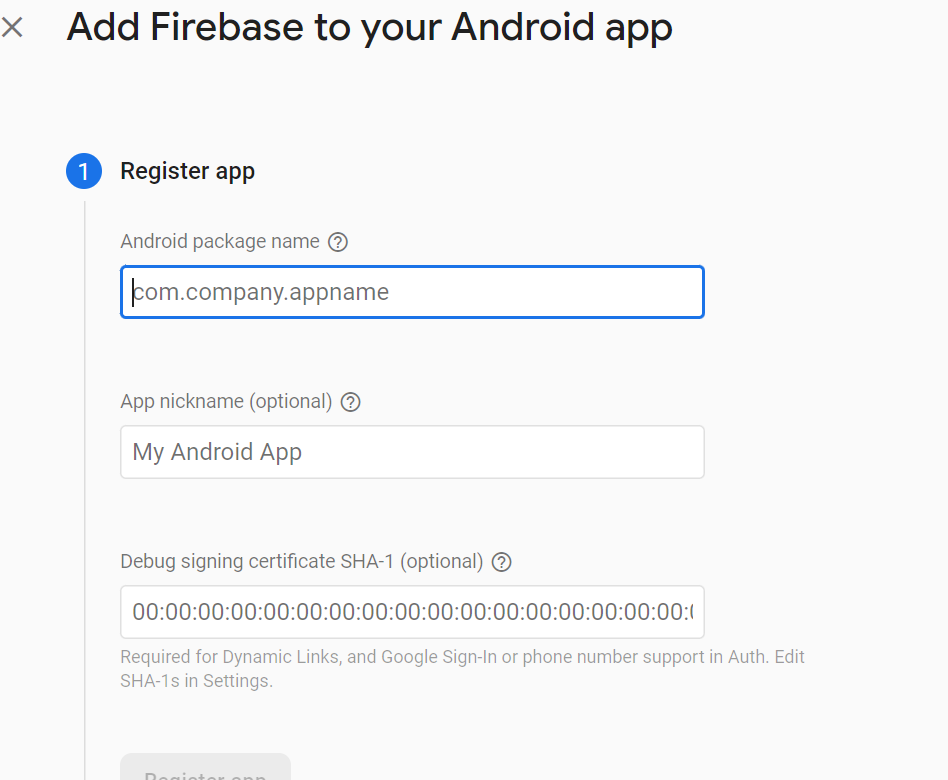 Add Firebase to your Android app
1 Register app
Android package name
com.company.appname
App nickname (optional)
My Android App
Debug signing certificate SHA-1 (optional)
00:00:00:00:00:00:00:00:00:00:00:00:00:00:00:00:00:0
Required for Dynamic Links, and Google Sign-In or phone number support in Auth. Edit
SHA-1s in Settings.
Register app